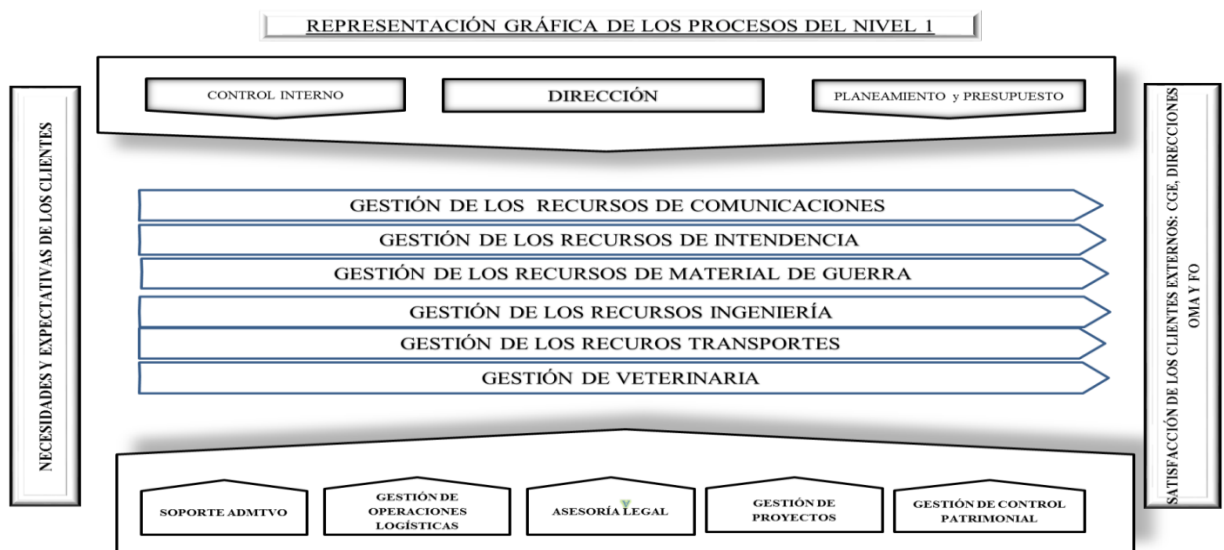 REPRESENTACIÓN GRÁFICA DE LOS PROCESOS DEL NIVEL 1
CONTROL INTERNO
DIRECCIÓN
PLANEAMIENTO y PRESUPUESTO
NECESIDADES Y EXPECTATIVAS DE LOS CLIENTES
GESTIÓN DE LOS RECURSOS DE COMUNICACIONES
GESTIÓN DE LOS RECURSOS DE INTENDENCIA
GESTIÓN DE LOS RECURSOS DE MATERIAL DE GUERRA
GESTIÓN DE LOS RECURSOS INGENIERÍA
GESTIÓN DE LOS RECUROS TRANSPORTES
GESTIÓN DE VETERINARIA
SATISFACCIÓN DE LOS CLIENTES EXTERNOS: CGE, DIRECCIONES
OMA Y FO
SOPORTE ADMTVO
GESTIÓN DE
OPERACIONES
LOGÍSTICAS
ASESORÍA LEGAL
GESTIÓN DE
PROYECTOS
GESTIÓN DE CONTROL
PATRIMONIAL